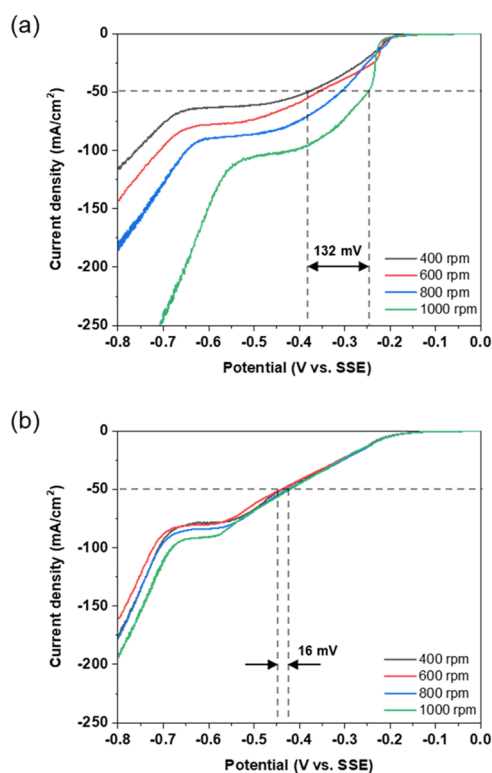 (a)
0
-50
-100
-150
-200
-250
Current density (mA/cm²)
132 mV
400 rpm
600 rpm
800 rpm
1000 rpm
-0.8 -0.7 -0.6 -0.5 -0.4 -0.3 -0.2 -0.1 0.0
Potential (V vs. SSE)
(b)
0
-50
-100
-150
-200
-250
Current density (mA/cm²)
16 mV
400 rpm
600 rpm
800 rpm
1000 rpm
-0.8 -0.7 -0.6 -0.5 -0.4 -0.3 -0.2 -0.1 0.0
Potential (V vs. SSE)